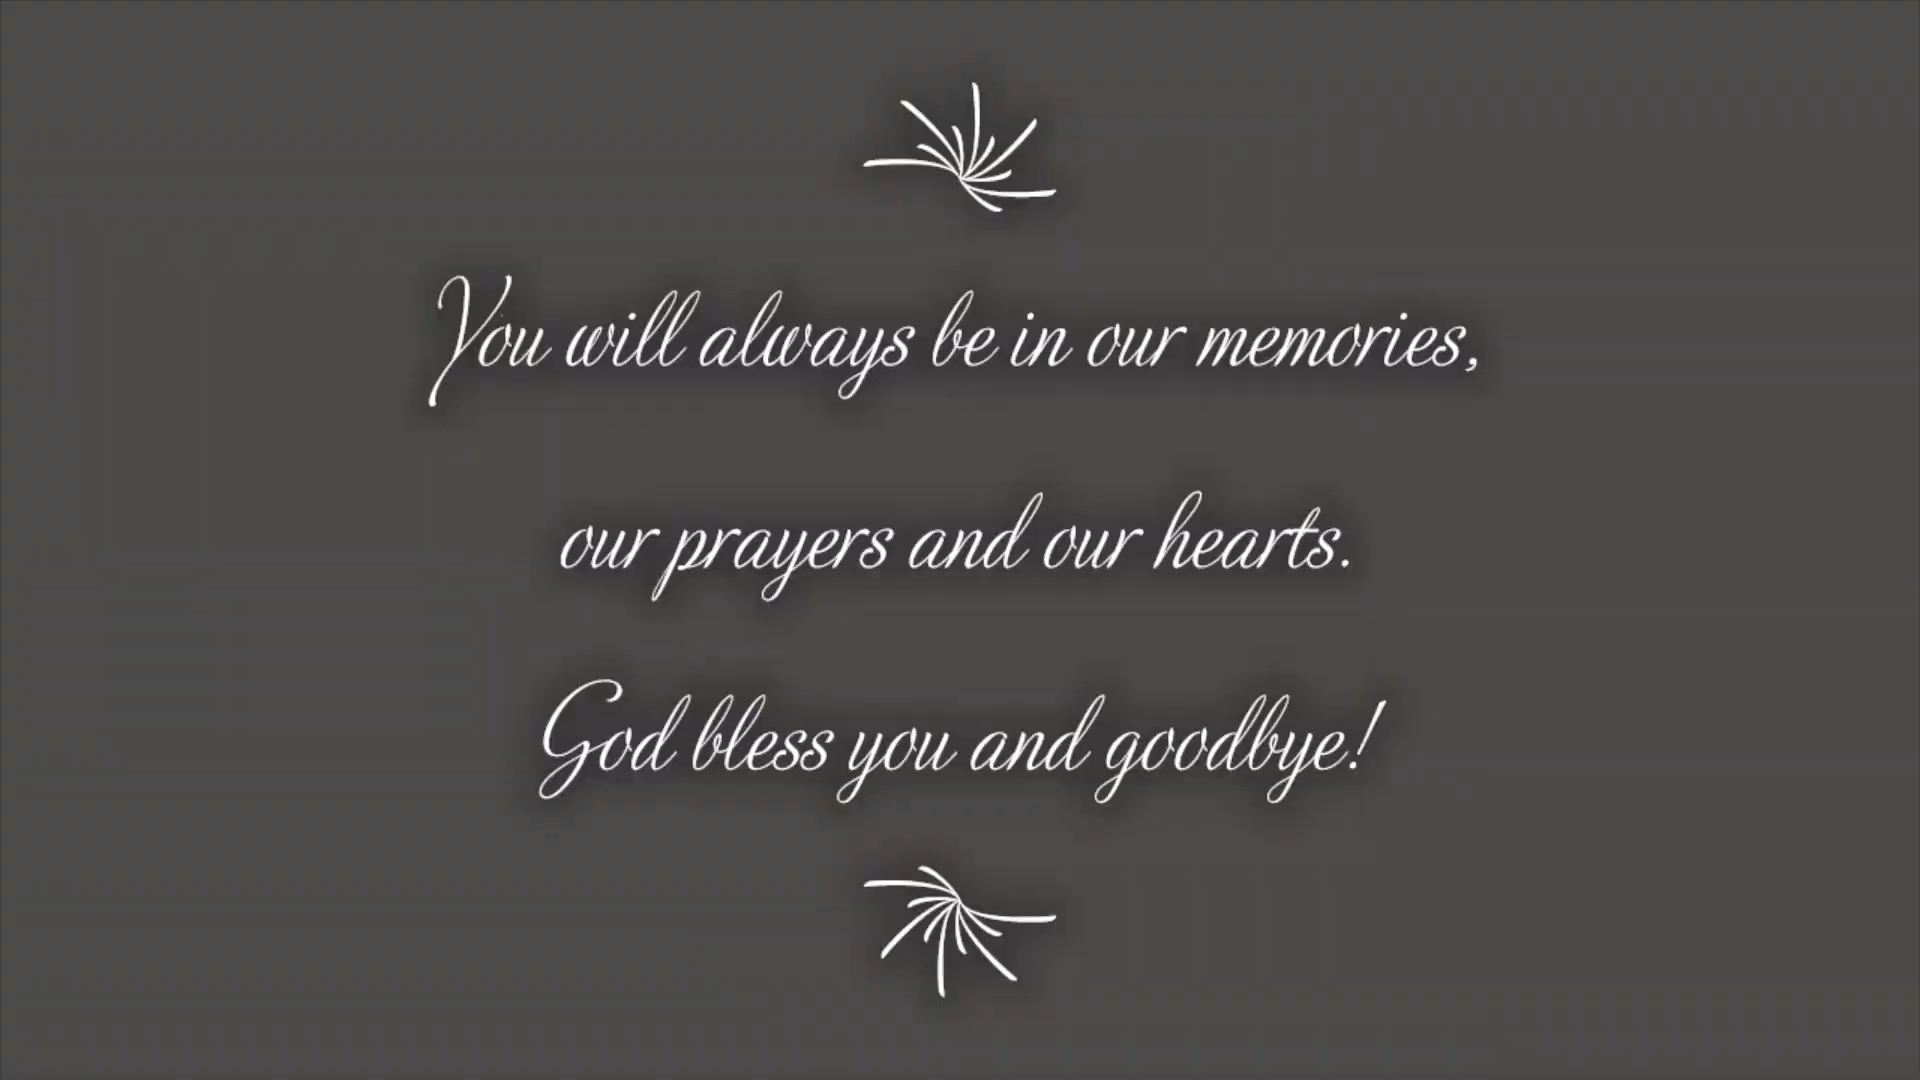 You will always be in our memories,
our prayers and our hearts.
God bless you and goodbye!